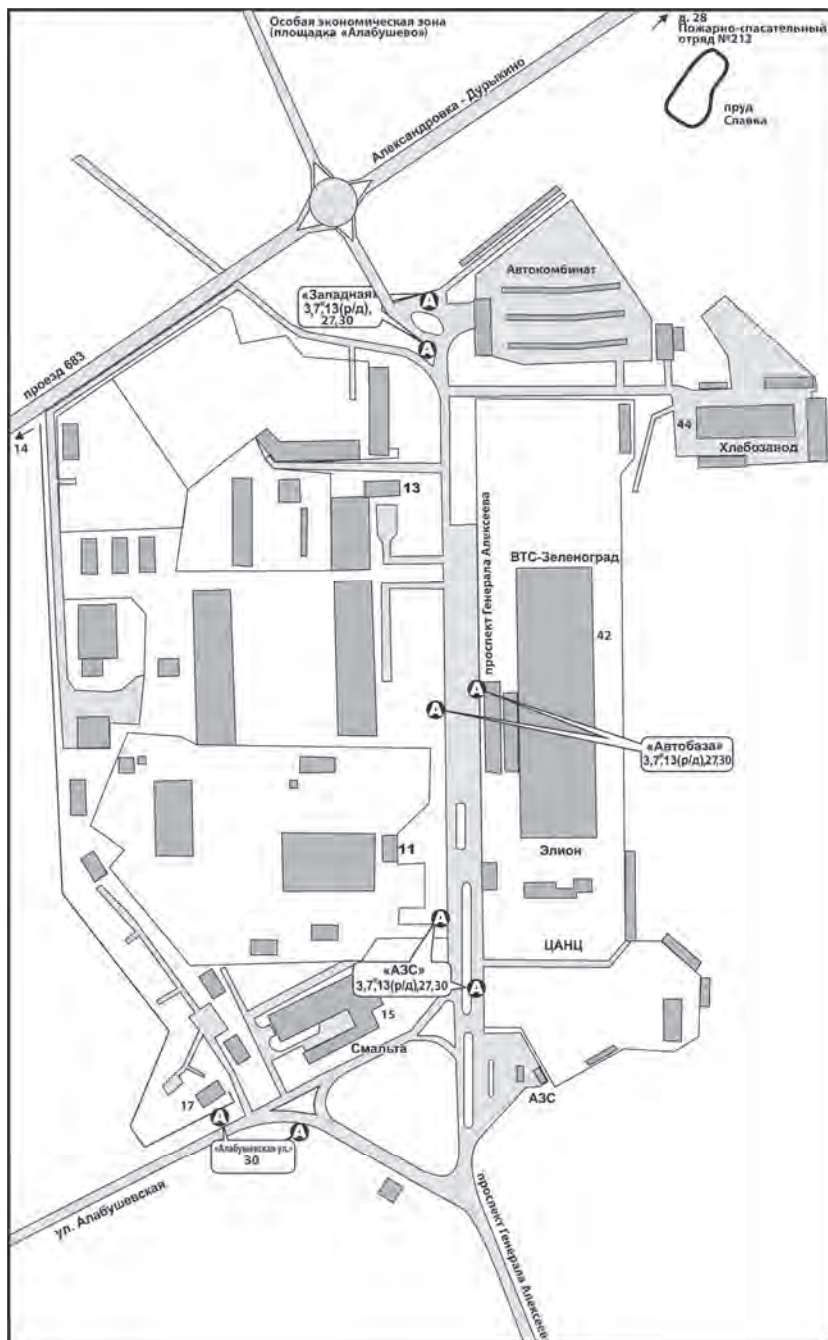 Особая экономическая зона
(площадка «Алабушево»)
д. 28
Пожарно-спасательный
отряд №213
пруд
Славка
Александровка - Дурыкино
Автокомбинат
«Западная»
3,7,13(р/д),
27,30
А
А
проезд 683
14
44
Хлебозавод
13
проспект Генерала Алексеева
ВТС-Зеленоград
42
А
А
«Автобаза»
3,7,13(р/д),27,30
11
Элион
А
ЦАНЦ
«АЗС»
3,7,13(р/д),27,30
А
15
Смальта
АЗС
17
А
А
«Алабушевская ул.»
30
ул. Алабушевская
проспект Генерала Алексеев